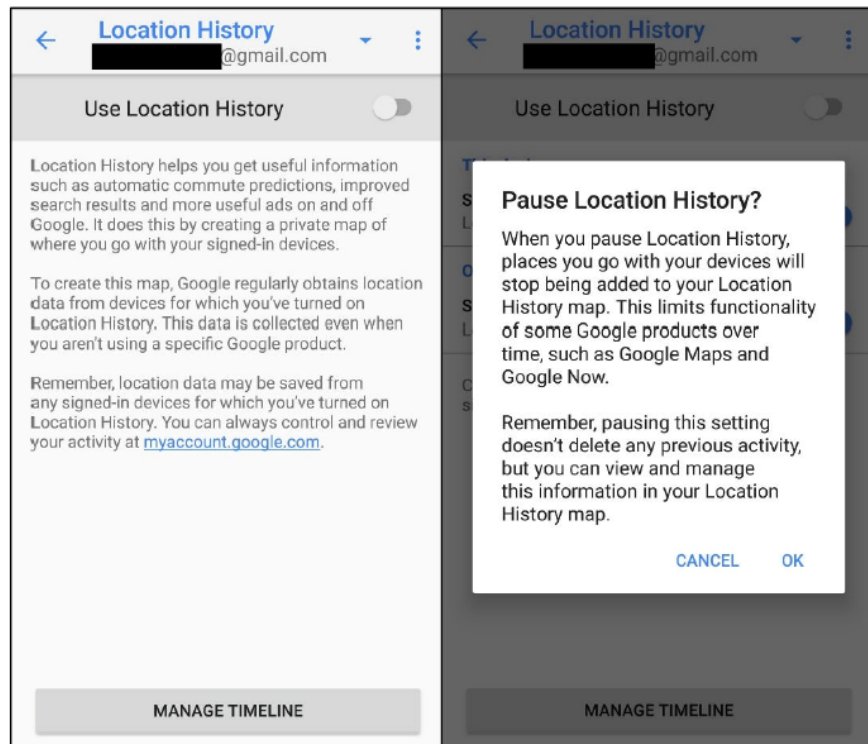 Location History
@gmail.com
Use Location History
Location History helps you get useful information
such as automatic commute predictions, improved
search results and more useful ads on and off
Google. It does this by creating a private map of
where you go with your signed-in devices.
To create this map, Google regularly obtains location
data from devices for which you've turned on
Location History. This data is collected even when
you aren't using a specific Google product.
Remember, location data may be saved from
any signed-in devices for which you've turned on
Location History. You can always control and review
your activity at myaccount.google.com.
MANAGE TIMELINE
Location History
@gmail.com
Use Location History
Pause Location History?
When you pause Location History,
places you go with your devices will
stop being added to your Location
History map. This limits functionality
of some Google products over
time, such as Google Maps and
Google Now.
Remember, pausing this setting
doesn't delete any previous activity,
but you can view and manage
this information in your Location
History map.
CANCEL OK
MANAGE TIMELINE